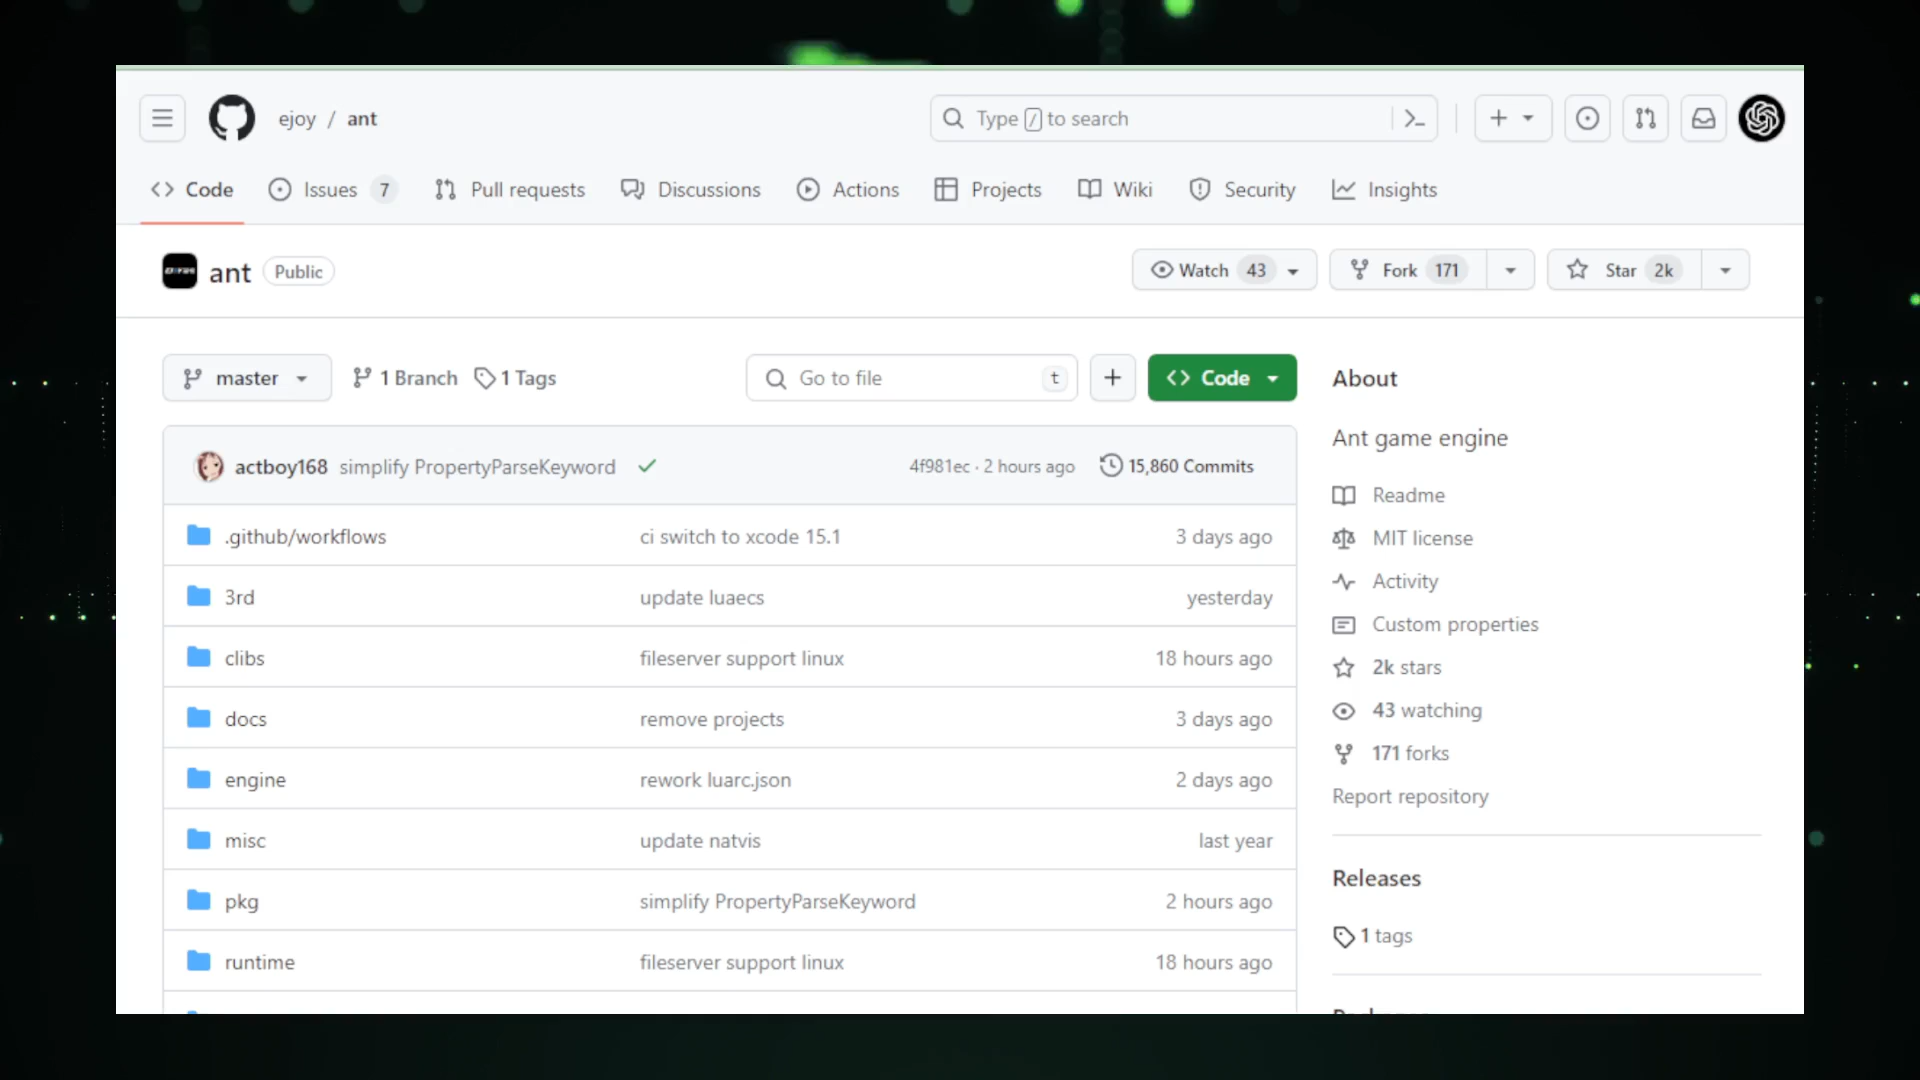 ejoy / ant
Type / to search
Code
Issues 7
Pull requests
Discussions
Actions
Projects
Wiki
Security
Insights
ant Public
Watch 43
Fork 171
Star 2k
master
1 Branch
1 Tags
Go to file t
Code
actboy168 simplify PropertyParseKeyword
4f981ec · 2 hours ago
15,860 Commits
.github/workflows ci switch to xcode 15.1 3 days ago
3rd update luaecs yesterday
clibs fileserver support linux 18 hours ago
docs remove projects 3 days ago
engine rework luarc.json 2 days ago
misc update natvis last year
pkg simplify PropertyParseKeyword 2 hours ago
runtime fileserver support linux 18 hours ago
About
Ant game engine
Readme
MIT license
Activity
Custom properties
2k stars
43 watching
171 forks
Report repository
Releases
1 tags